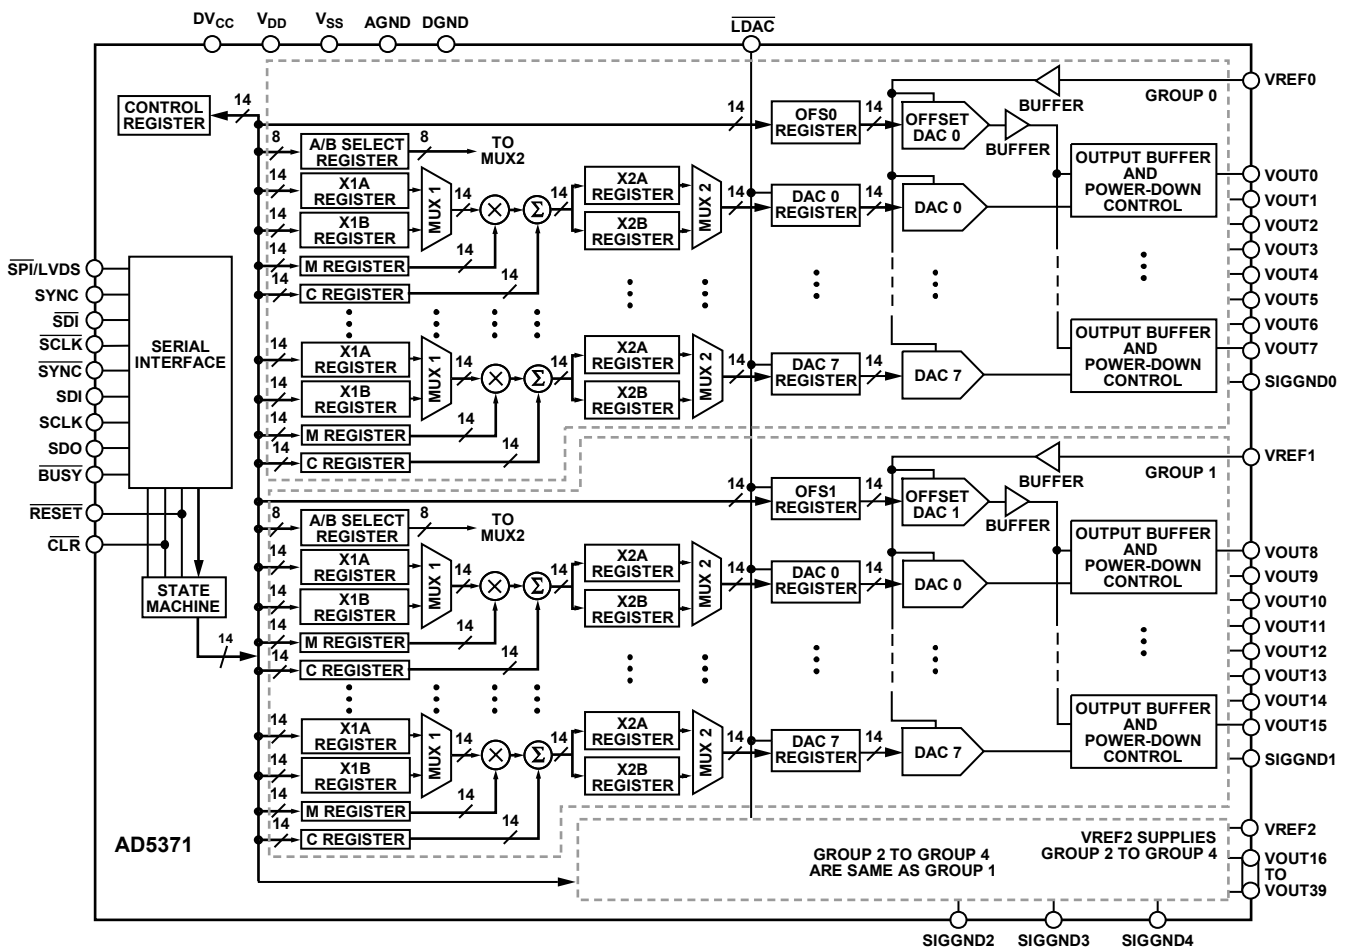 DVCC
VDD
VSS
AGND
DGND
LDAC
CONTROL
REGISTER
14
8
A/B SELECT
REGISTER
8
TO
MUX2
14
X1A
REGISTER
14
X1B
REGISTER
MUX 1
14
×
Σ
14
X2A
REGISTER
X2B
REGISTER
MUX 2
14
14
M REGISTER
14
14
C REGISTER
14
14
OFS0
REGISTER
14
OFFSET
DAC 0
BUFFER
BUFFER
GROUP 0
VREF0
DAC 0
REGISTER
14
DAC 0
OUTPUT BUFFER
AND
POWER-DOWN
CONTROL
VOUT0
VOUT1
VOUT2
VOUT3
VOUT4
VOUT5
VOUT6
VOUT7
SIGGND0
14
X1A
REGISTER
14
X1B
REGISTER
MUX 1
14
×
Σ
14
X2A
REGISTER
X2B
REGISTER
MUX 2
14
DAC 7
REGISTER
14
DAC 7
OUTPUT BUFFER
AND
POWER-DOWN
CONTROL
14
M REGISTER
14
14
C REGISTER
14
SPI/LVDS
SYNC
SDI
SCLK
SYNC
SDI
SCLK
SDO
BUSY
RESET
CLR
SERIAL
INTERFACE
STATE
MACHINE
14
8
A/B SELECT
REGISTER
8
TO
MUX2
14
X1A
REGISTER
14
X1B
REGISTER
MUX 1
14
×
Σ
14
X2A
REGISTER
X2B
REGISTER
MUX 2
14
14
M REGISTER
14
14
C REGISTER
14
14
OFS1
REGISTER
14
OFFSET
DAC 1
BUFFER
BUFFER
GROUP 1
VREF1
DAC 0
REGISTER
14
DAC 0
OUTPUT BUFFER
AND
POWER-DOWN
CONTROL
VOUT8
VOUT9
VOUT10
VOUT11
VOUT12
VOUT13
VOUT14
VOUT15
SIGGND1
14
X1A
REGISTER
14
X1B
REGISTER
MUX 1
14
×
Σ
14
X2A
REGISTER
X2B
REGISTER
MUX 2
14
DAC 7
REGISTER
14
DAC 7
OUTPUT BUFFER
AND
POWER-DOWN
CONTROL
14
M REGISTER
14
14
C REGISTER
14
AD5371
GROUP 2 TO GROUP 4
ARE SAME AS GROUP 1
VREF2 SUPPLIES
GROUP 2 TO GROUP 4
VREF2
VOUT16
TO
VOUT39
SIGGND2
SIGGND3
SIGGND4